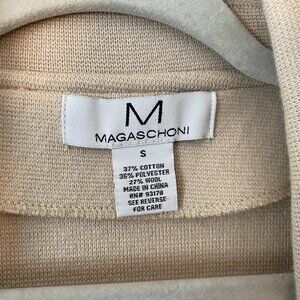 M
MAGASCHONI
S
37% COTTON
36% POLYESTER
27% WOOL
MADE IN CHINA
RN# 93178
SEE REVERSE
FOR CARE